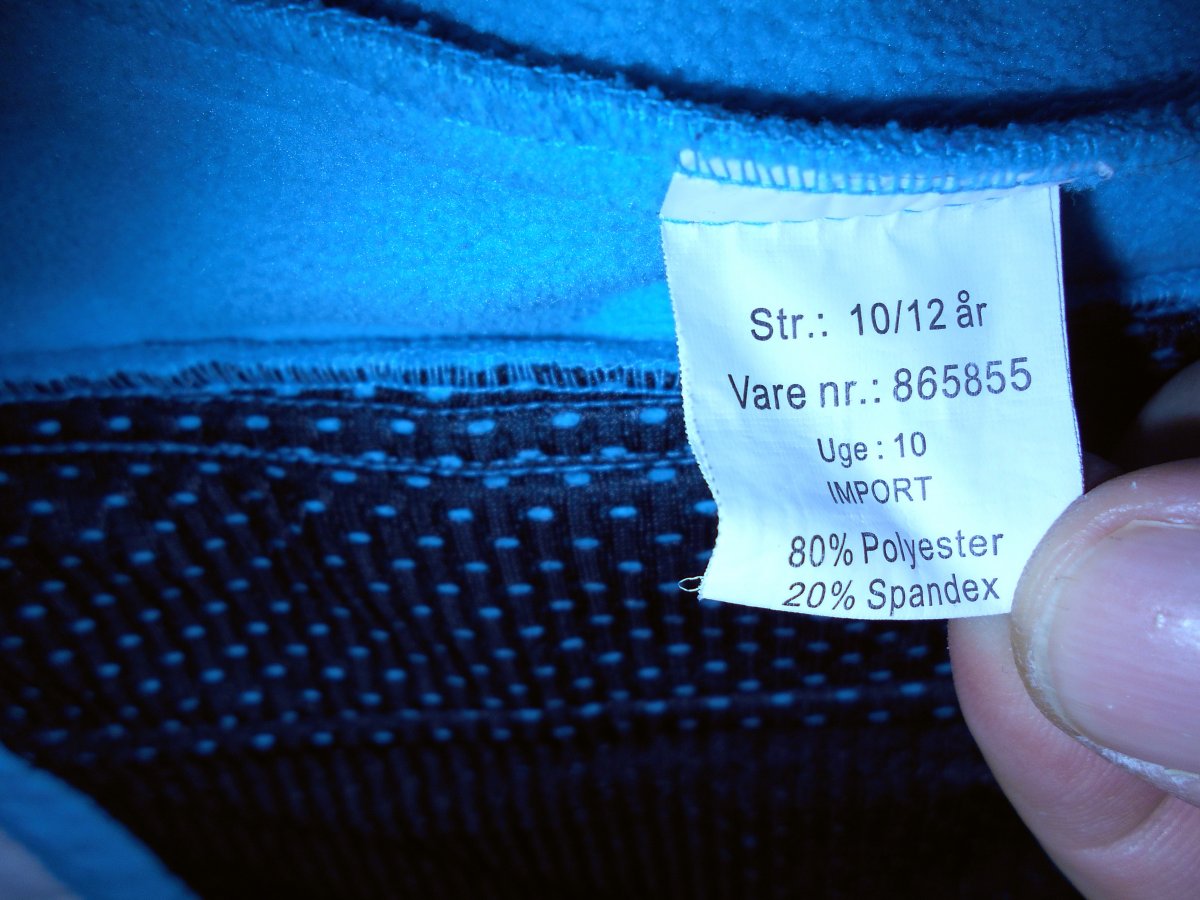 Str.: 10/12 år
Vare nr.: 865855
Uge : 10
IMPORT
80% Polyester
20% Spandex